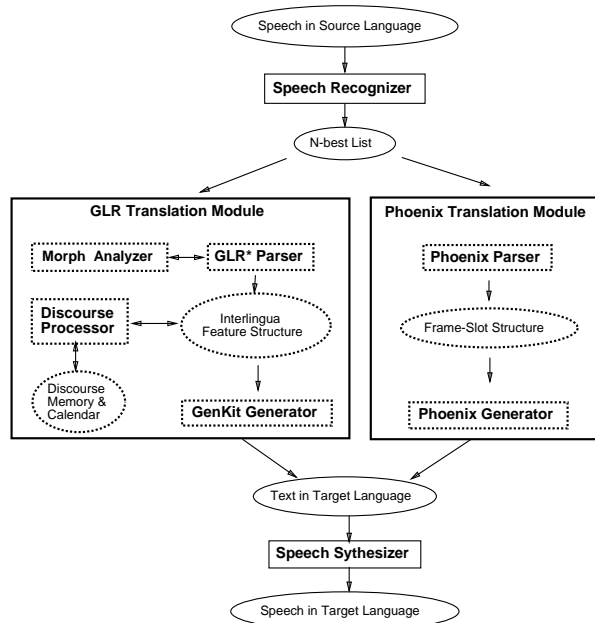 Speech in Source Language
Speech Recognizer
N-best List
GLR Translation Module
Morph Analyzer
GLR* Parser
Discourse
Processor
Interlingua
Feature Structure
Discourse
Memory &
Calendar
GenKit Generator
Phoenix Translation Module
Phoenix Parser
Frame-Slot Structure
Phoenix Generator
Text in Target Language
Speech Sythesizer
Speech in Target Language